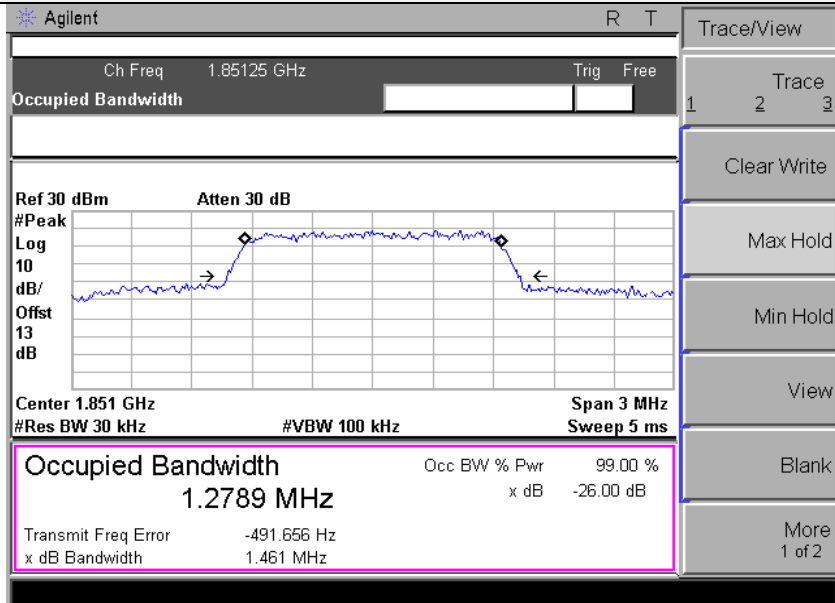 Agilent R T
Ch Freq 1.85125 GHz Trig Free
Occupied Bandwidth
Ref 30 dBm Atten 30 dB
#Peak
Log
10
dB/
Offst
13
dB
Center 1.851 GHz Span 3 MHz
#Res BW 30 kHz #VBW 100 kHz Sweep 5 ms
Occupied Bandwidth
1.2789 MHz
Occ BW % Pwr 99.00 %
x dB -26.00 dB
Transmit Freq Error -491.656 Hz
x dB Bandwidth 1.461 MHz
Trace/View
Trace
1 2 3
Clear Write
Max Hold
Min Hold
View
Blank
More
1 of 2